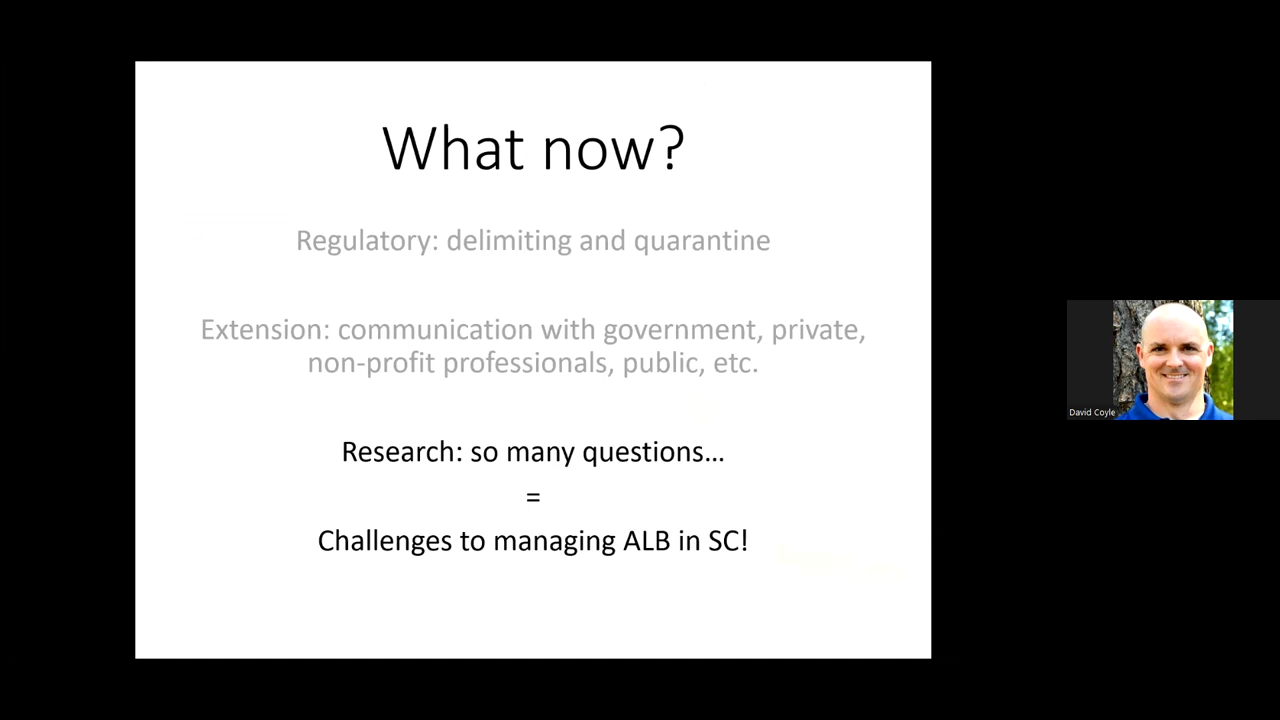 What now?
Regulatory: delimiting and quarantine
Extension: communication with government, private,
non-profit professionals, public, etc.
Research: so many questions...
=
Challenges to managing ALB in SC!
David Coyle